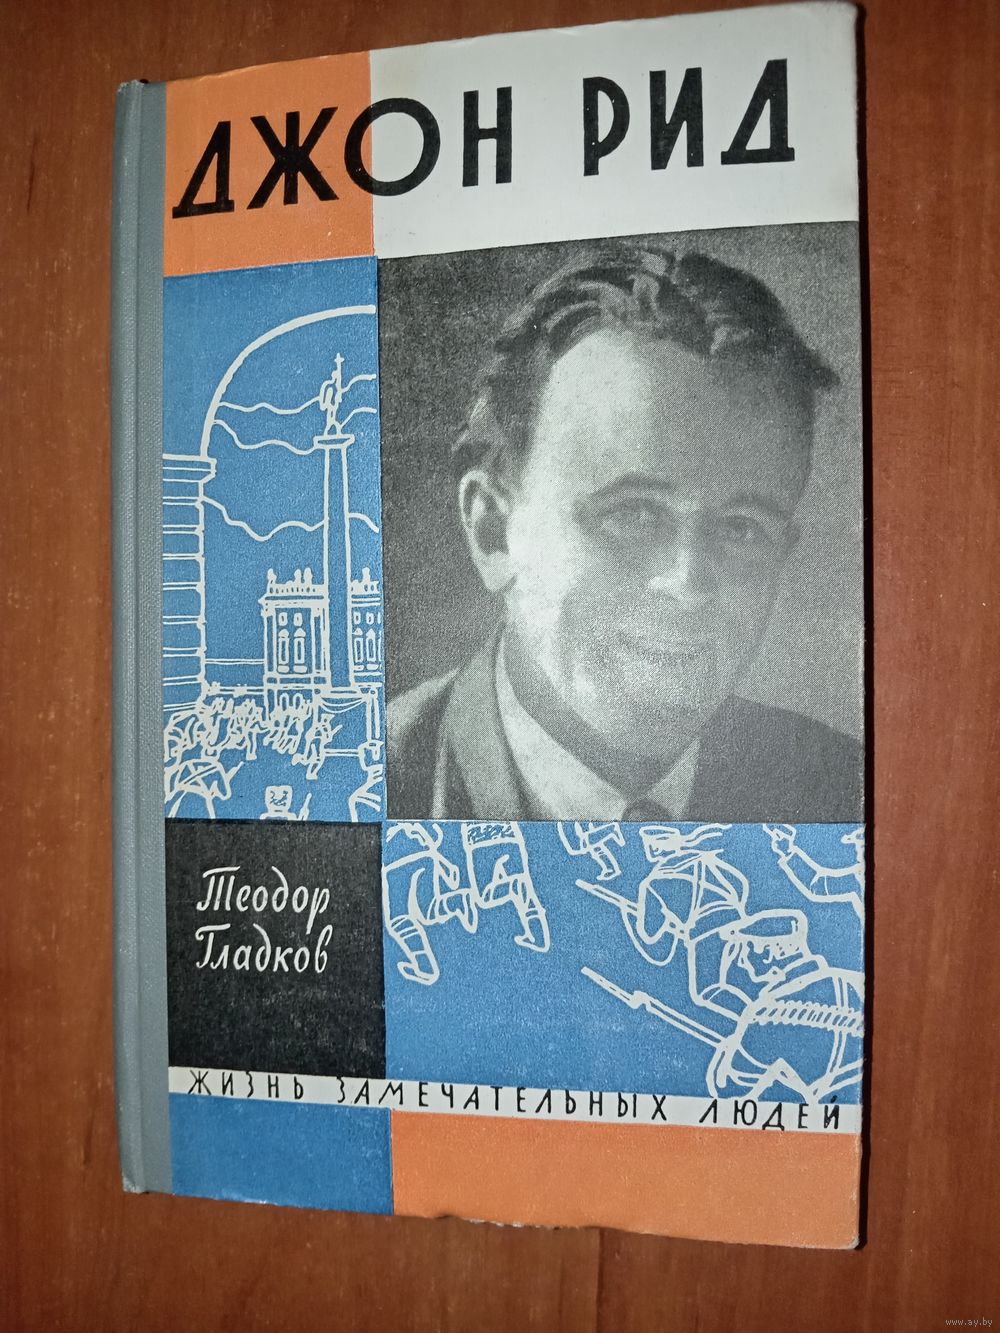 ДЖОН РИД
Теодор
Гладков
ЖИЗНЬ ЗАМЕЧАТЕЛЬНЫХ ЛЮДЕЙ
www.ay.by